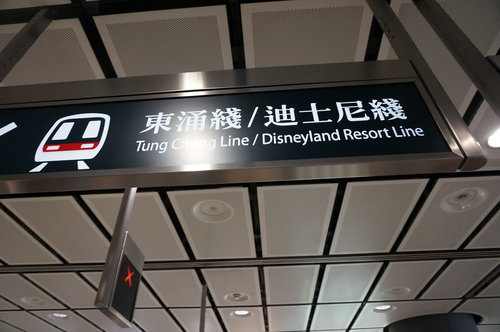 東涌綫/迪士尼綫
Tung Chung Line / Disneyland Resort Line